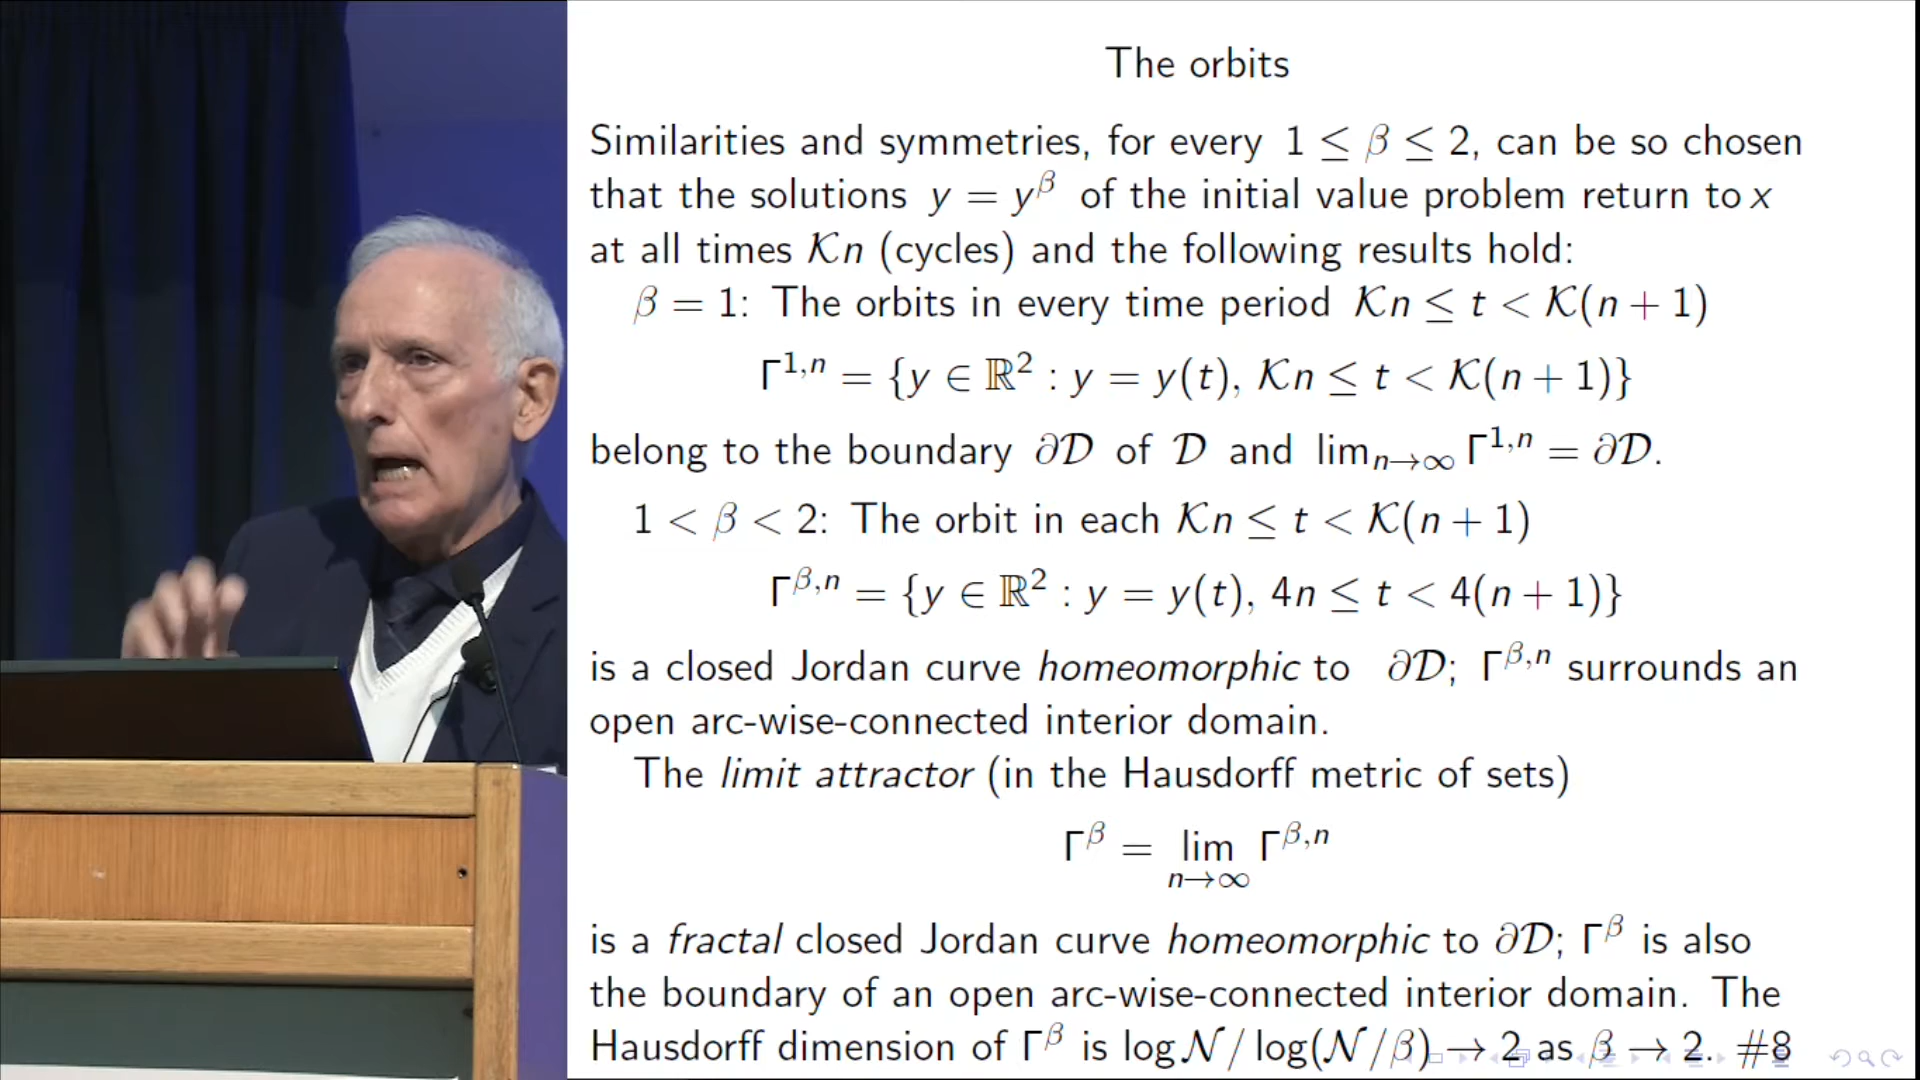 The orbits
Similarities and symmetries, for every 1 ≤ β ≤ 2, can be so chosen
that the solutions y = y^β of the initial value problem return to x
at all times 𝒦n (cycles) and the following results hold:
β = 1: The orbits in every time period 𝒦n ≤ t < 𝒦(n + 1)
Γ^{1,n} = {y ∈ ℝ² : y = y(t), 𝒦n ≤ t < 𝒦(n + 1)}
belong to the boundary ∂𝒟 of 𝒟 and lim_{n→∞} Γ^{1,n} = ∂𝒟.
1 < β < 2: The orbit in each 𝒦n ≤ t < 𝒦(n + 1)
Γ^{β,n} = {y ∈ ℝ² : y = y(t), 4n ≤ t < 4(n + 1)}
is a closed Jordan curve homeomorphic to ∂𝒟; Γ^{β,n} surrounds an
open arc-wise-connected interior domain.
The limit attractor (in the Hausdorff metric of sets)
Γ^β = lim_{n→∞} Γ^{β,n}
is a fractal closed Jordan curve homeomorphic to ∂𝒟; Γ^β is also
the boundary of an open arc-wise-connected interior domain. The
Hausdorff dimension of Γ^β is log 𝒩 / log(𝒩/β) → 2 as β → 2. #8